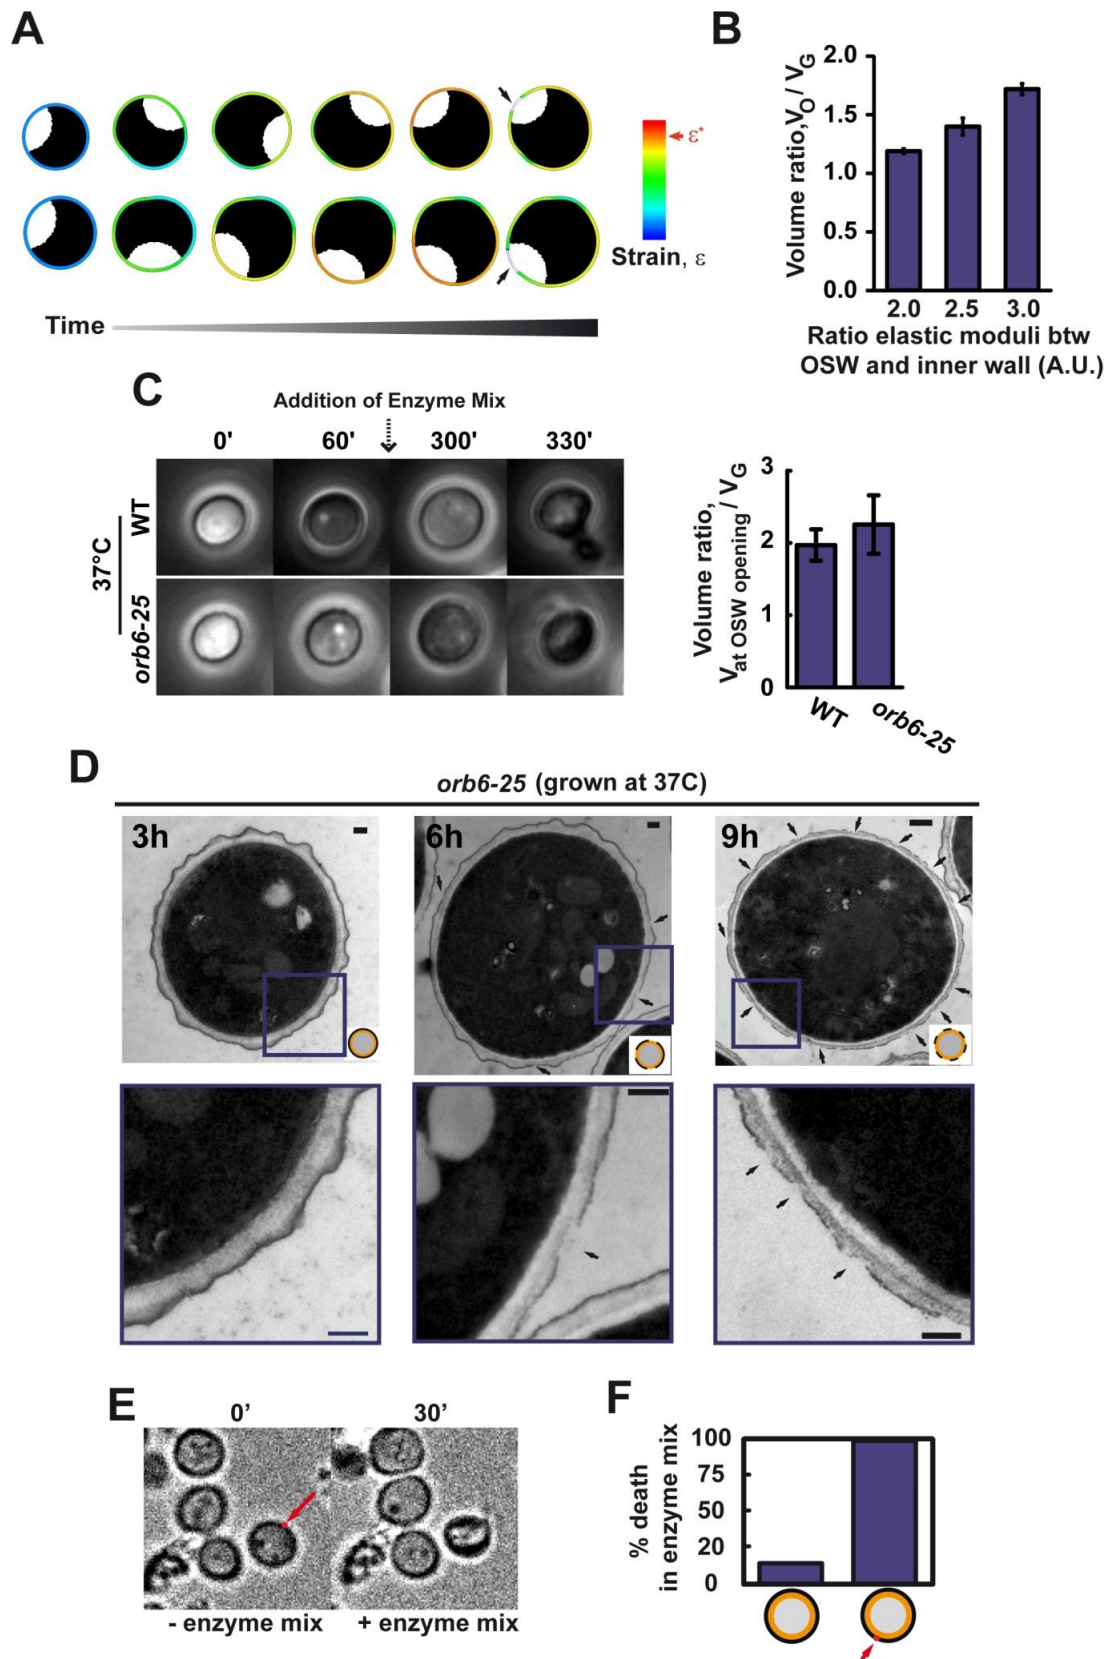 A
ε*
Strain, ε
Time
B
Volume ratio, VO / VG
2.0
1.5
1.0
0.5
0.0
2.0 2.5 3.0
Ratio elastic moduli btw
OSW and inner wall (A.U.)
C
Addition of Enzyme Mix
0' 60' 300' 330'
37°C
WT
orb6-25
Volume ratio,
Vat OSW opening / VG
3
2
1
0
WT
orb6-25
D
orb6-25 (grown at 37C)
3h
6h
9h
E
0’ 30’
- enzyme mix + enzyme mix
F
% death
in enzyme mix
100
75
50
20
0